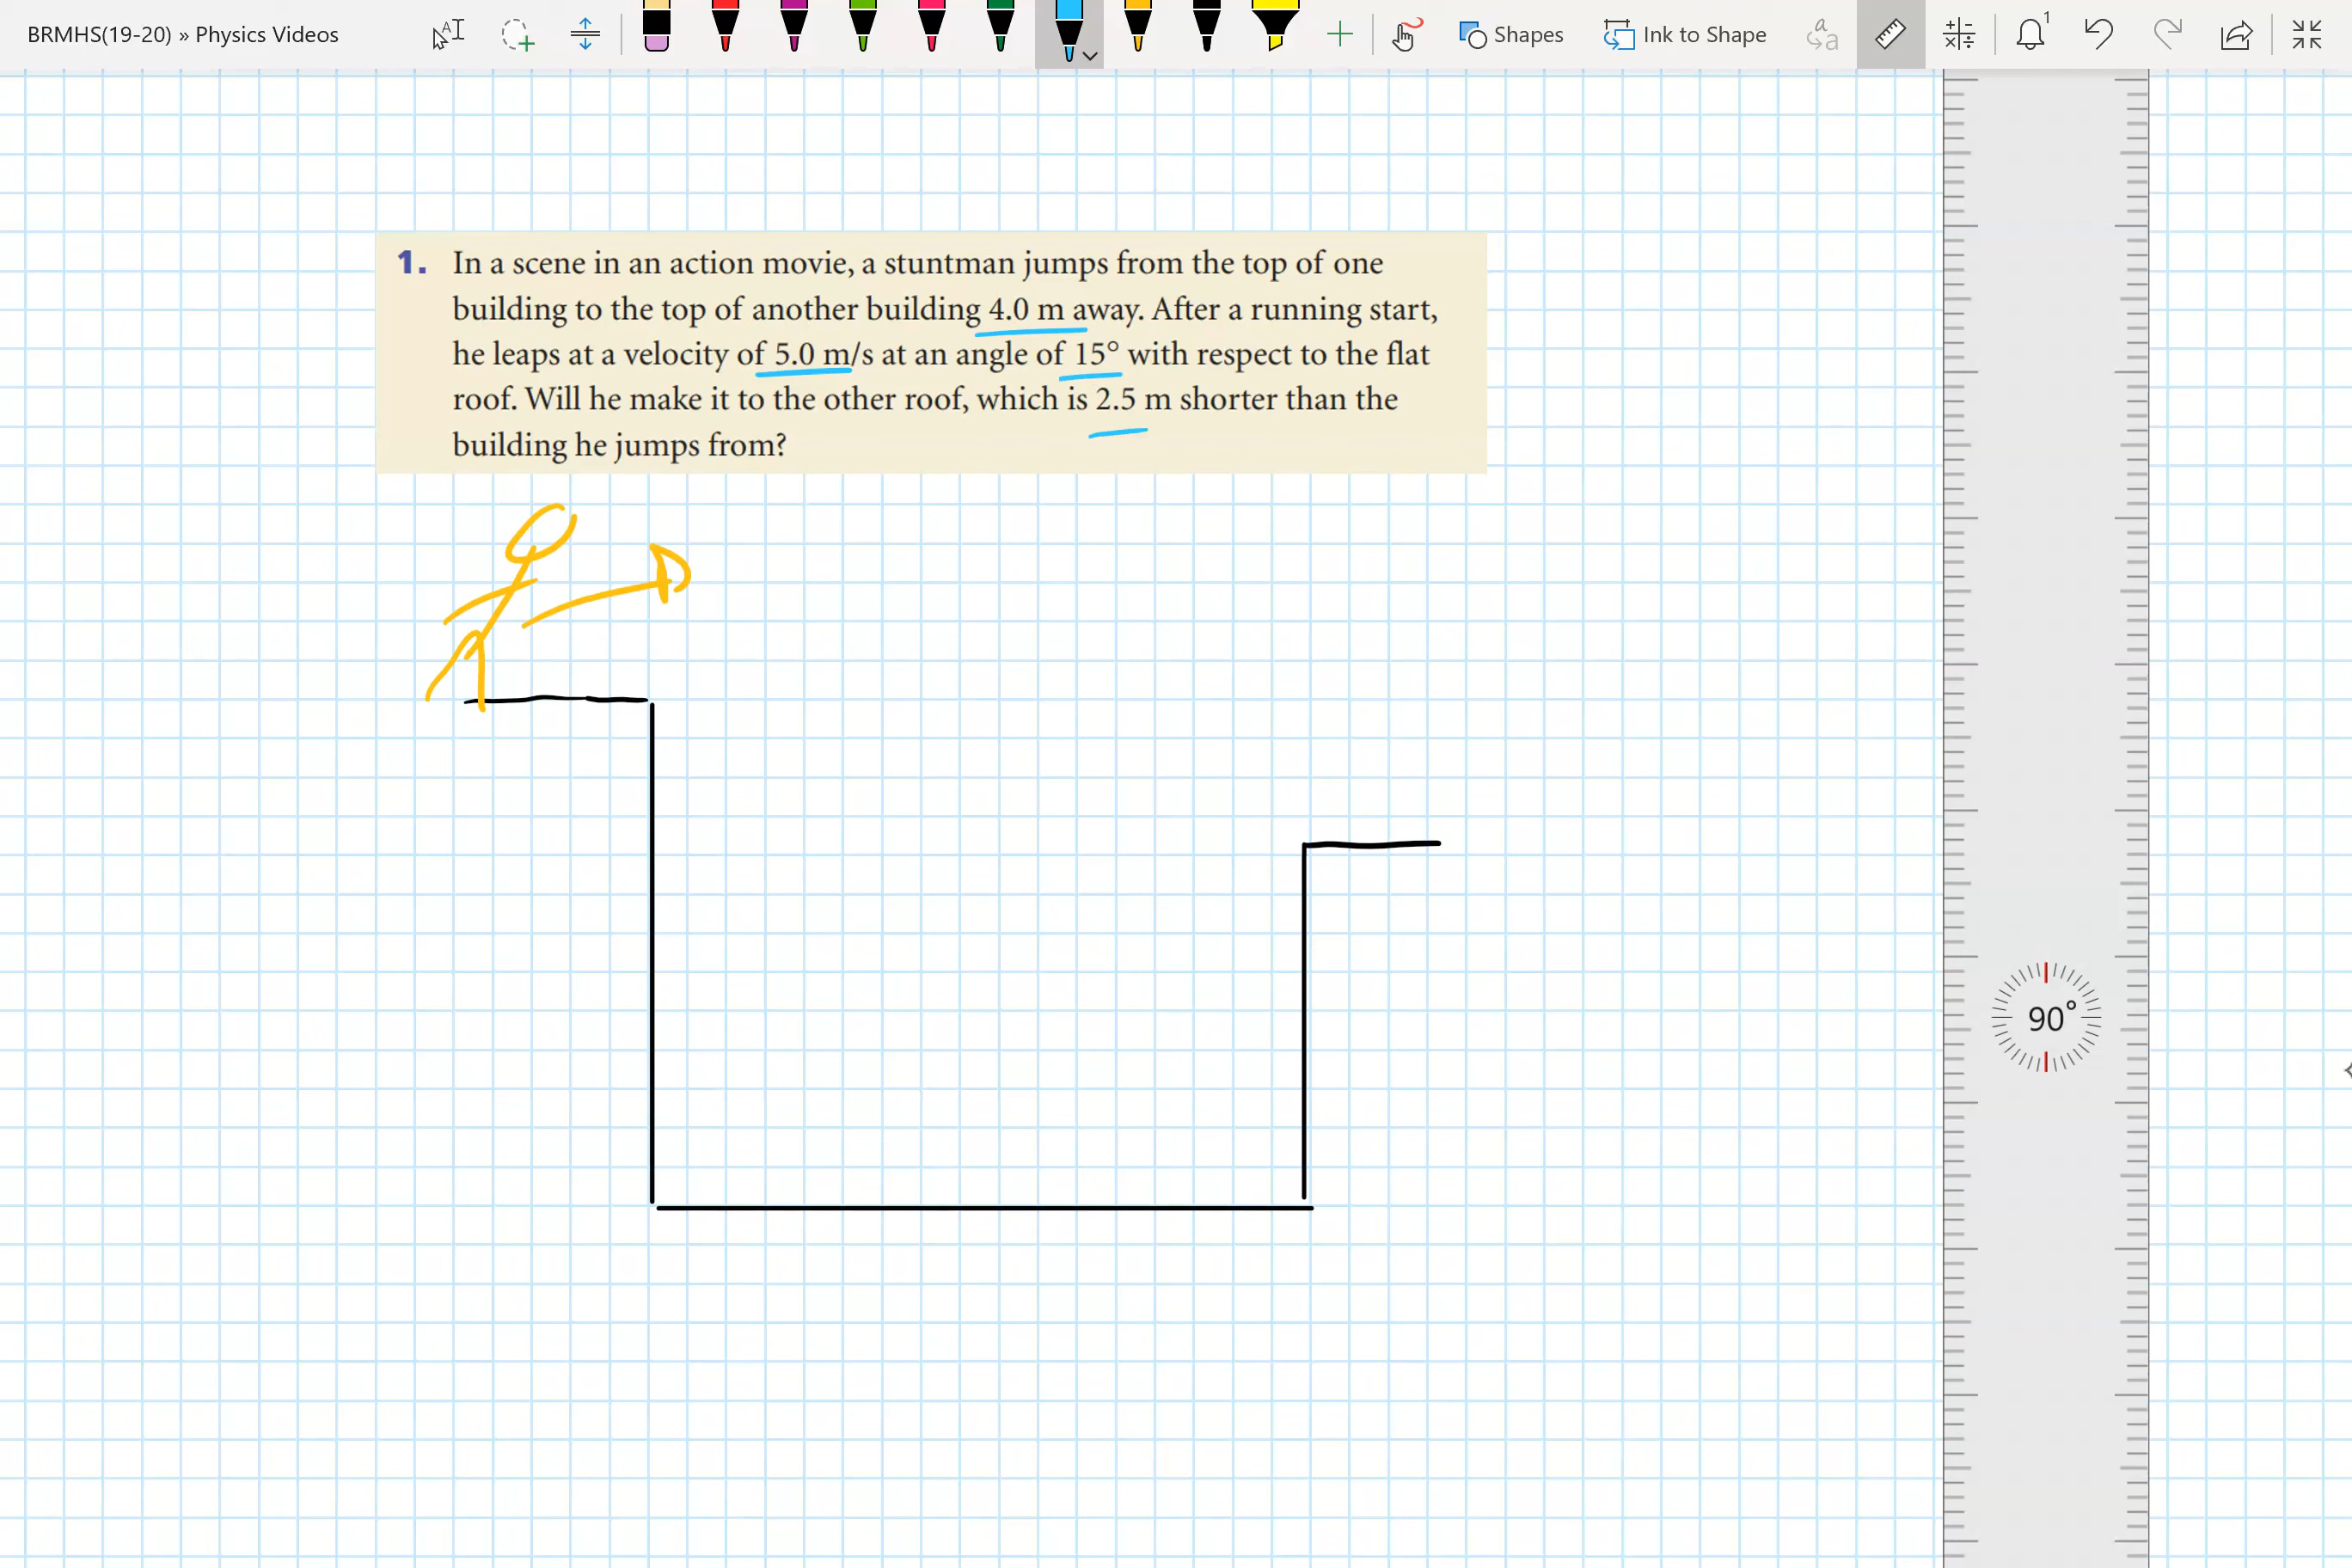 BRMHS(19-20) » Physics Videos
Shapes
Ink to Shape
1
1. In a scene in an action movie, a stuntman jumps from the top of one
building to the top of another building 4.0 m away. After a running start,
he leaps at a velocity of 5.0 m/s at an angle of 15° with respect to the flat
roof. Will he make it to the other roof, which is 2.5 m shorter than the
building he jumps from?
90°